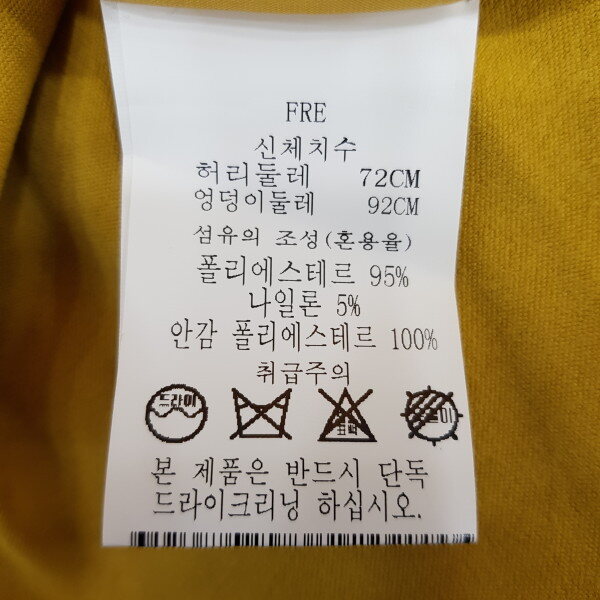 FRE
신체치수
허리둘레 72CM
엉덩이둘레 92CM
섬유의 조성(혼용율)
폴리에스테르 95%
나일론 5%
안감 폴리에스테르 100%
취급주의
드라이 표백
본 제품은 반드시 단독
드라이크리닝 하십시오.